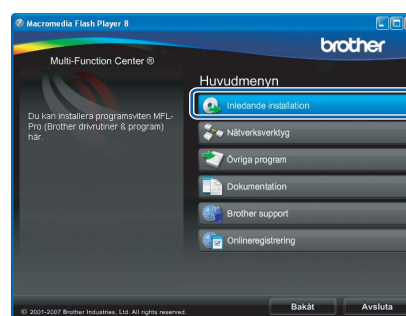 Macromedia Flash Player 8
brother
Multi-Function Center ®
Huvudmenyn
Du kan installera programsviten MFL-
Pro (Brother drivrutiner & program)
här.
Inledande installation
Nätverksverktyg
Övriga program
Dokumentation
Brother support
Onlineregistrering
© 2001-2007 Brother Industries, Ltd. All rights reserved.
Bakåt
Avsluta